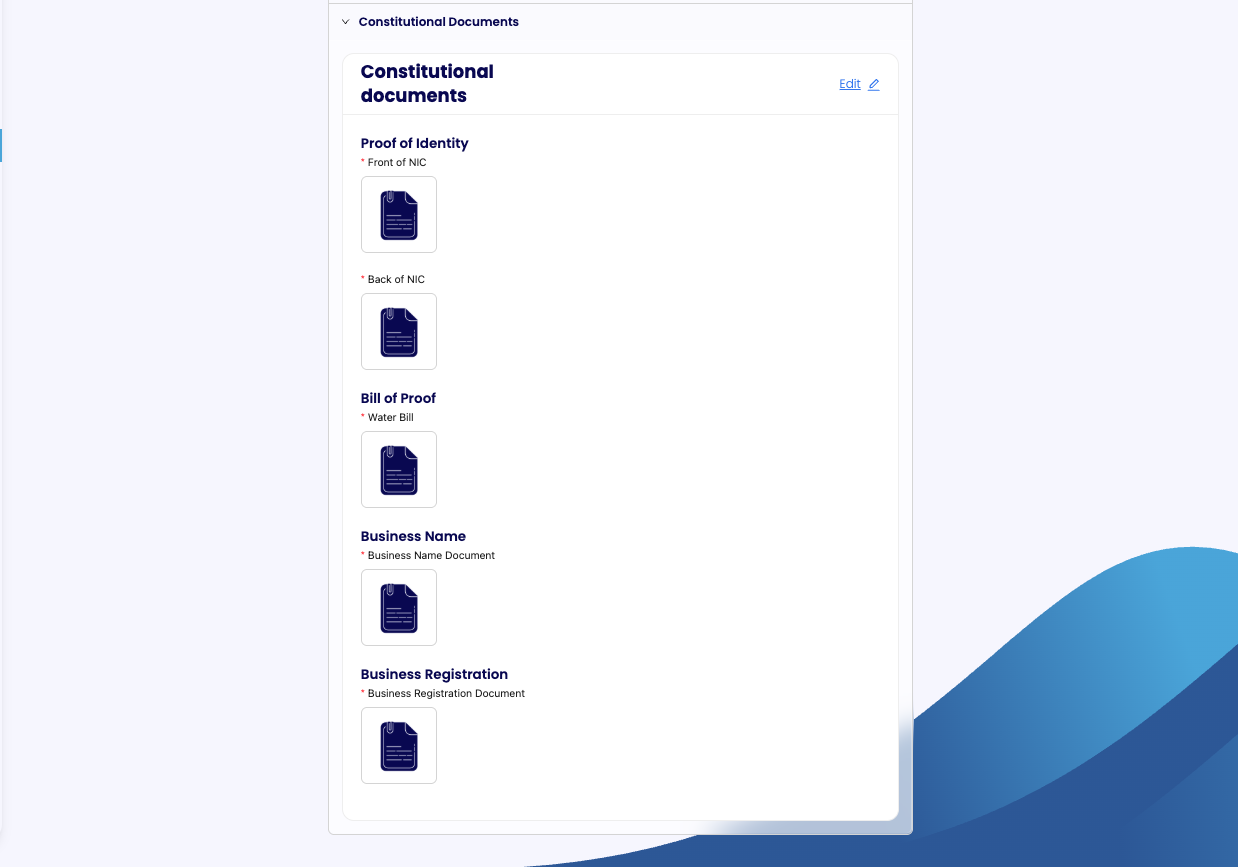 Constitutional Documents
Constitutional
documents
Edit
Proof of Identity
* Front of NIC
* Back of NIC
Bill of Proof
* Water Bill
Business Name
* Business Name Document
Business Registration
* Business Registration Document